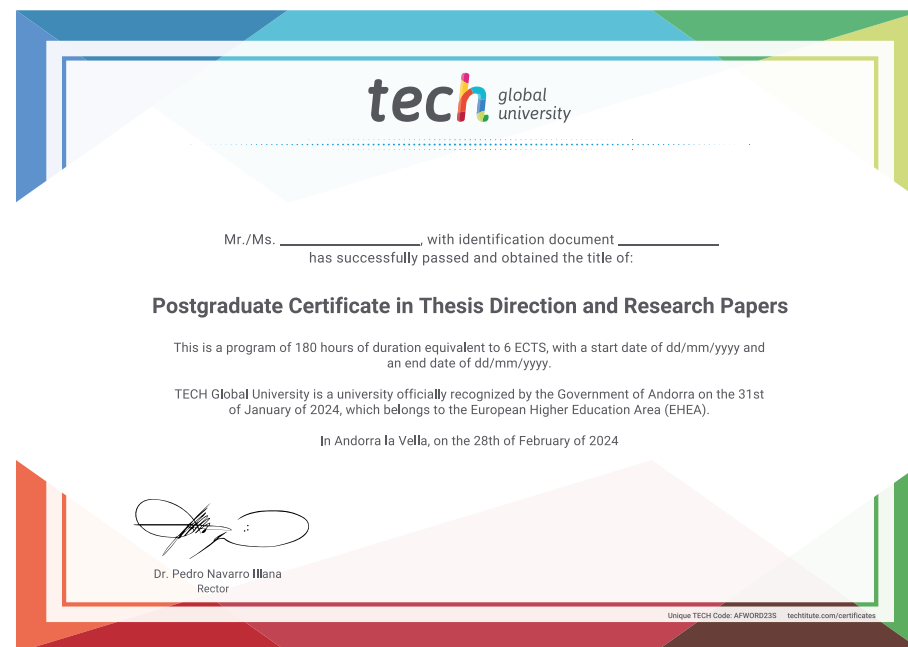 tech global
university
Mr./Ms. ____________________, with identification document ______________
has successfully passed and obtained the title of:
Postgraduate Certificate in Thesis Direction and Research Papers
This is a program of 180 hours of duration equivalent to 6 ECTS, with a start date of dd/mm/yyyy and
an end date of dd/mm/yyyy.
TECH Global University is a university officially recognized by the Government of Andorra on the 31st
of January of 2024, which belongs to the European Higher Education Area (EHEA).
In Andorra la Vella, on the 28th of February of 2024
Dr. Pedro Navarro Illana
Rector
Unique TECH Code: AFWORD23S techtitute.com/certificates